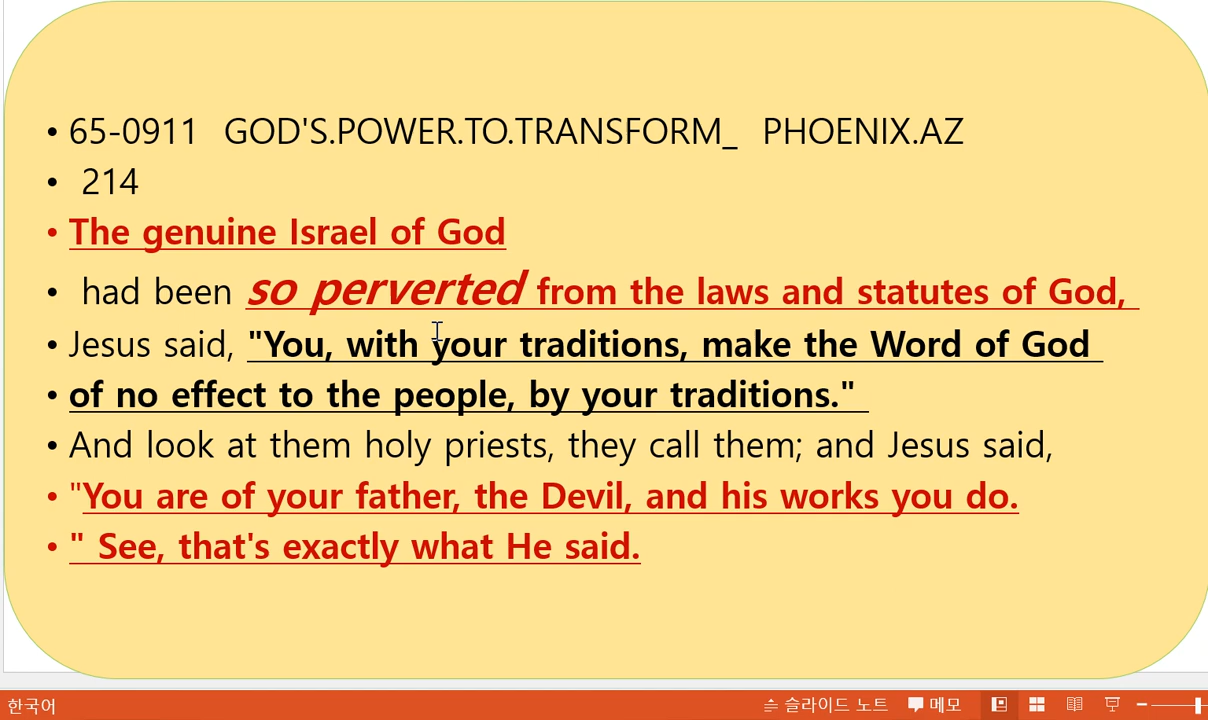 • 65-0911 GOD'S.POWER.TO.TRANSFORM_ PHOENIX.AZ
• 214
• The genuine Israel of God
• had been so perverted from the laws and statutes of God,
• Jesus said, "You, with your traditions, make the Word of God
• of no effect to the people, by your traditions."
• And look at them holy priests, they call them; and Jesus said,
• "You are of your father, the Devil, and his works you do.
• " See, that's exactly what He said.
한국어 슬라이드 노트 메모